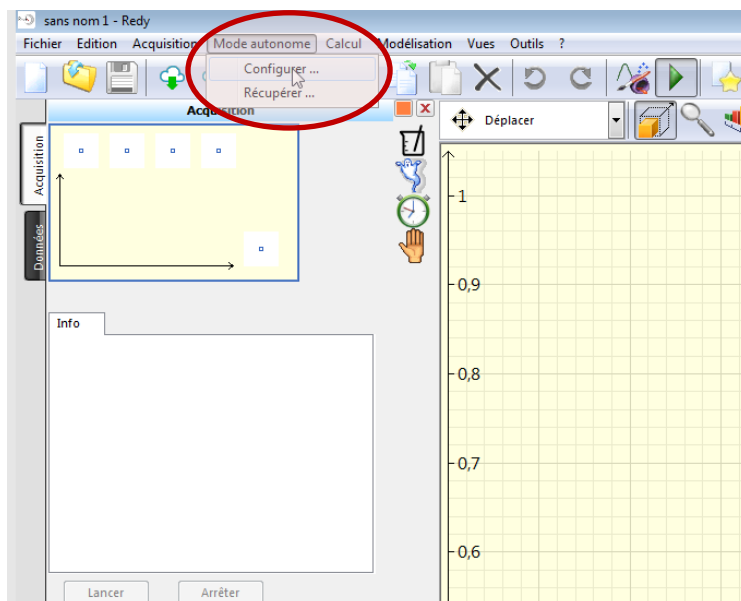 sans nom 1 - Redy
Fichier Edition Acquisition Mode autonome Calcul Modélisation Vues Outils ?
Configurer ...
Récupérer ...
Acquisition
Déplacer
Acquisition
Données
1
0,9
0,8
0,7
0,6
Info
Lancer Arrêter